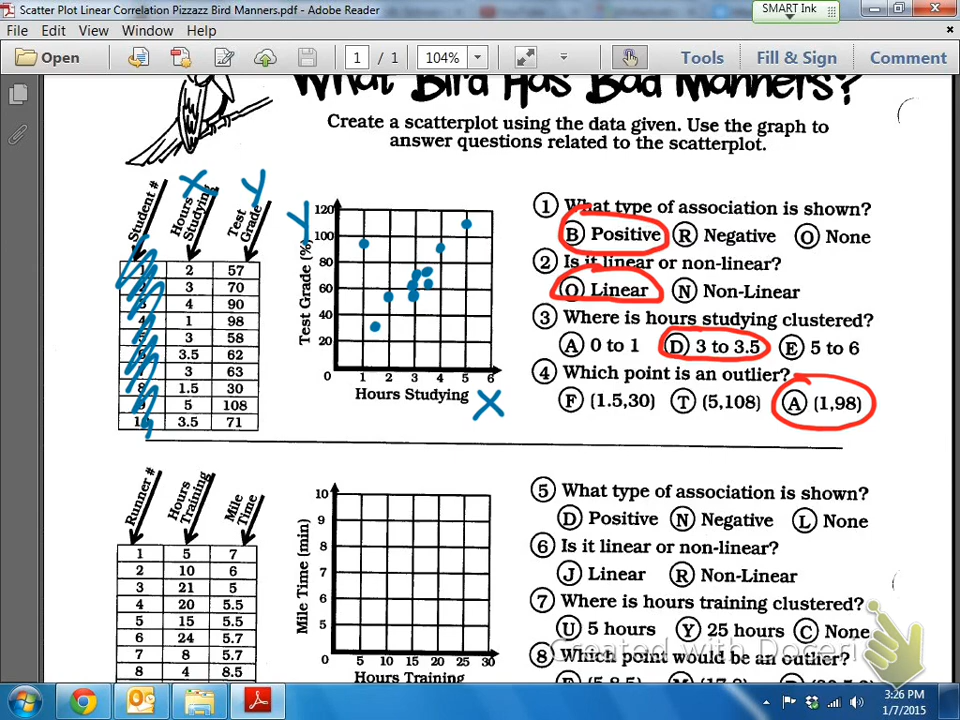 Scatter Plot Linear Correlation Pizzazz Bird Manners.pdf - Adobe Reader
SMART Ink
File Edit View Window Help
Open 1 / 1 104% Tools Fill & Sign Comment
What Bird Has Bad Manners?
Create a scatterplot using the data given. Use the graph to
answer questions related to the scatterplot.
Student # Hours Studying Test Grade
X Y
1 2 57
2 3 70
3 4 90
4 1 98
5 3 58
6 3.5 62
7 3 63
8 1.5 30
9 5 108
10 3.5 71
Y
Test Grade (%)
120
100
80
60
40
20
0 1 2 3 4 5 6
Hours Studying X
1 What type of association is shown?
B Positive R Negative O None
2 Is it linear or non-linear?
O Linear N Non-Linear
3 Where is hours studying clustered?
A 0 to 1 D 3 to 3.5 E 5 to 6
4 Which point is an outlier?
F (1.5,30) T (5,108) A (1,98)
Runner # Hours Training Mile Time
1 5 7
2 10 6
3 21 5
4 20 5.5
5 15 5.5
6 24 5.7
7 8 5.7
8 4 8.5
Mile Time (min)
10
9
8
7
6
5
0 5 10 15 20 25 30
Hours Training
5 What type of association is shown?
D Positive N Negative L None
6 Is it linear or non-linear?
J Linear R Non-Linear
7 Where is hours training clustered?
U 5 hours Y 25 hours C None
Created with Doceri
8 Which point would be an outlier?
3:26 PM
1/7/2015